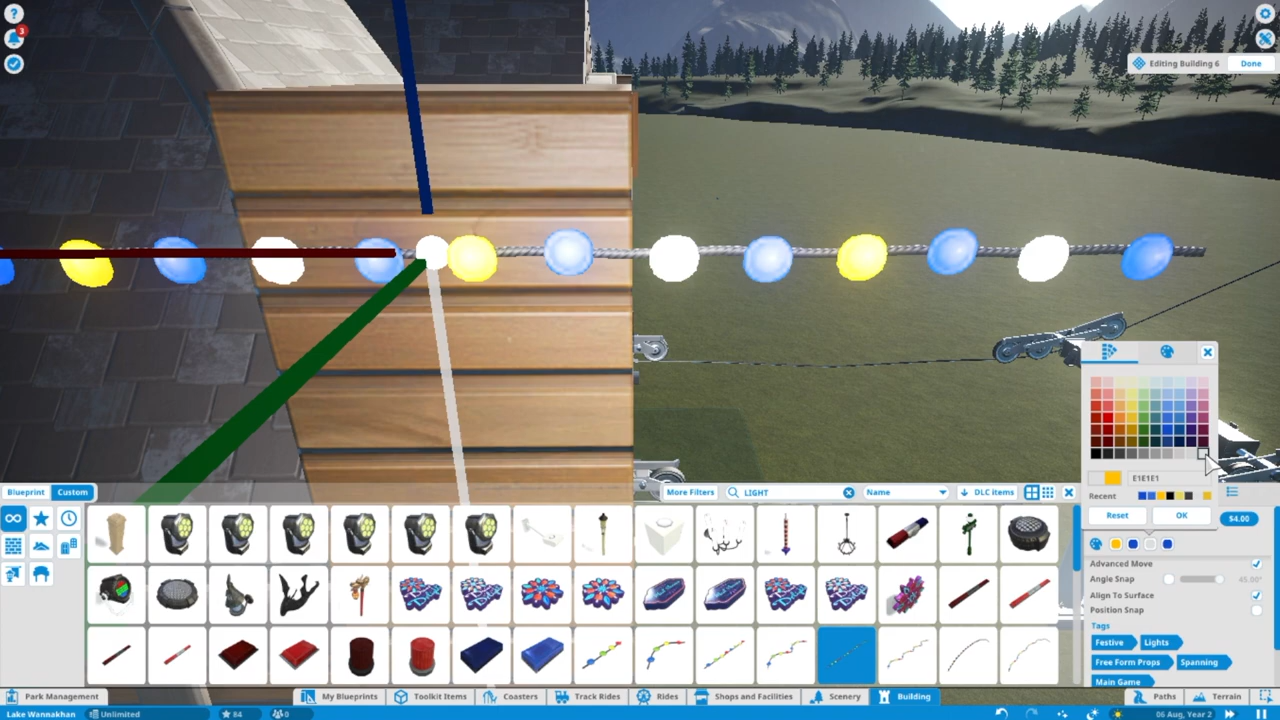 ?
3
Editing Building 6 Done
E1E1E1
Recent
Reset OK
$4.00
Blueprint Custom
More Filters LIGHT Name DLC items
Advanced Move
Angle Snap 45.00°
Align To Surface
Position Snap
Tags
Festive Lights
Free Form Props Spanning
Main Game
Park Management My Blueprints Toolkit Items Coasters Track Rides Rides Shops and Facilities Scenery Building Paths Terrain
Lake Wannakhan Unlimited 84 0 06 Aug, Year 2